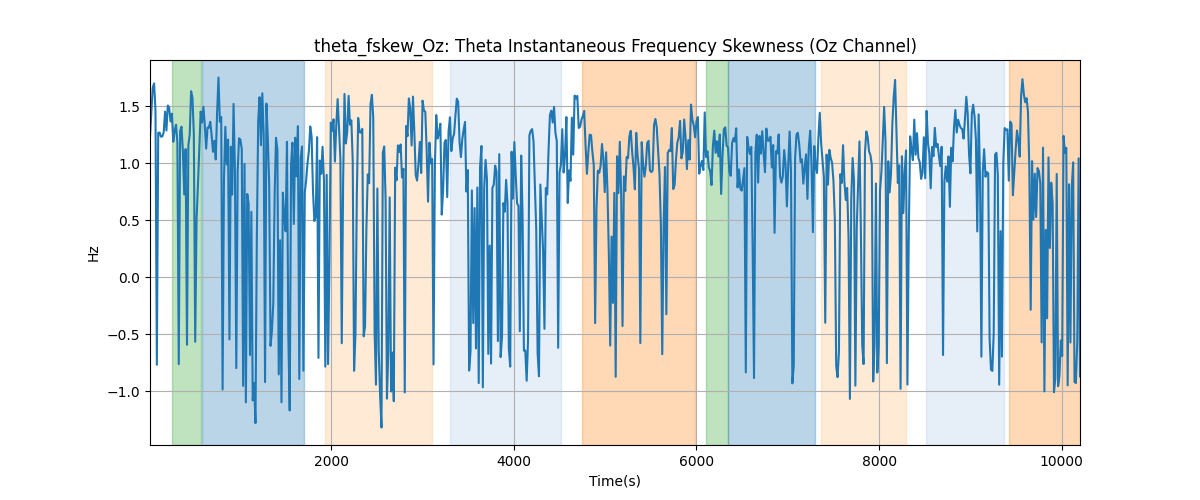 theta_fskew_Oz: Theta Instantaneous Frequency Skewness (Oz Channel)
1.5
1.0
0.5
0.0
−0.5
−1.0
Hz
2000 4000 6000 8000 10000
Time(s)